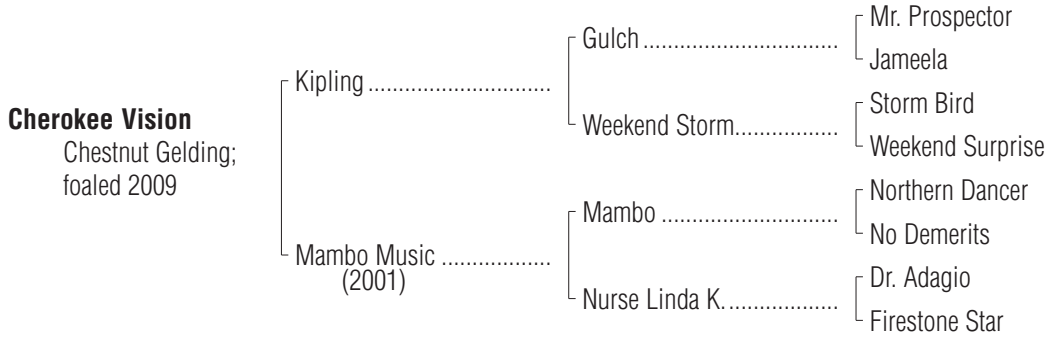 Mr. Prospector
Gulch ................................
Jameela
Kipling ..............................
Storm Bird
Weekend Storm.................
Weekend Surprise
Cherokee Vision
Chestnut Gelding;
foaled 2009
Northern Dancer
Mambo .............................
No Demerits
Mambo Music ..................
(2001)
Dr. Adagio
Nurse Linda K. ..................
Firestone Star